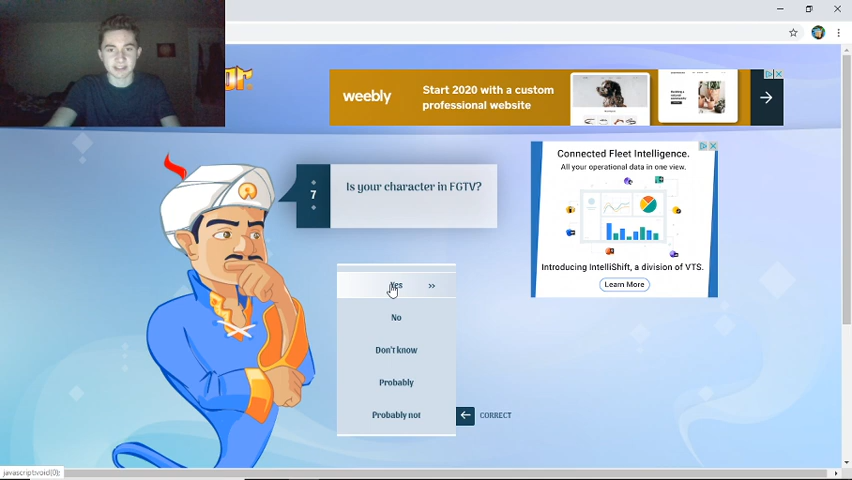 or.
weebly
Start 2020 with a custom
professional website
7
Is your character in FGTV?
Yes
No
Don't know
Probably
Probably not
CORRECT
Connected Fleet Intelligence.
All your operational data in one view.
Introducing IntelliShift, a division of VTS.
Learn More
javascript:void(0);